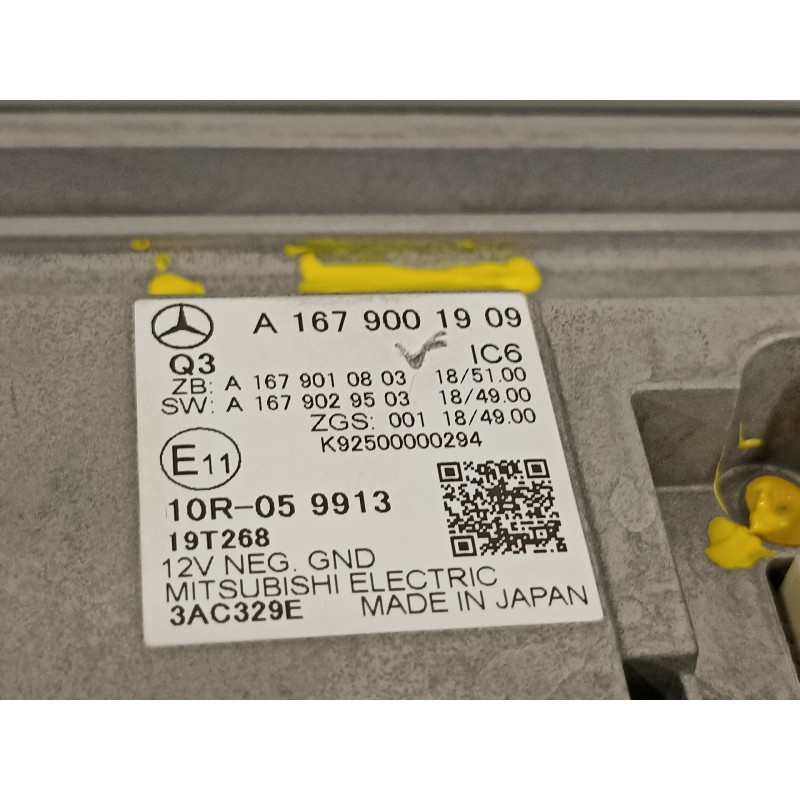 A 167 900 19 09
Q3 IC6
ZB: A 167 901 08 03 18/51.00
SW: A 167 902 95 03 18/49.00
ZGS: 001 18/49.00
K92500000294
E11
10R-05 9913
19T268
12V NEG. GND
MITSUBISHI ELECTRIC
3AC329E MADE IN JAPAN